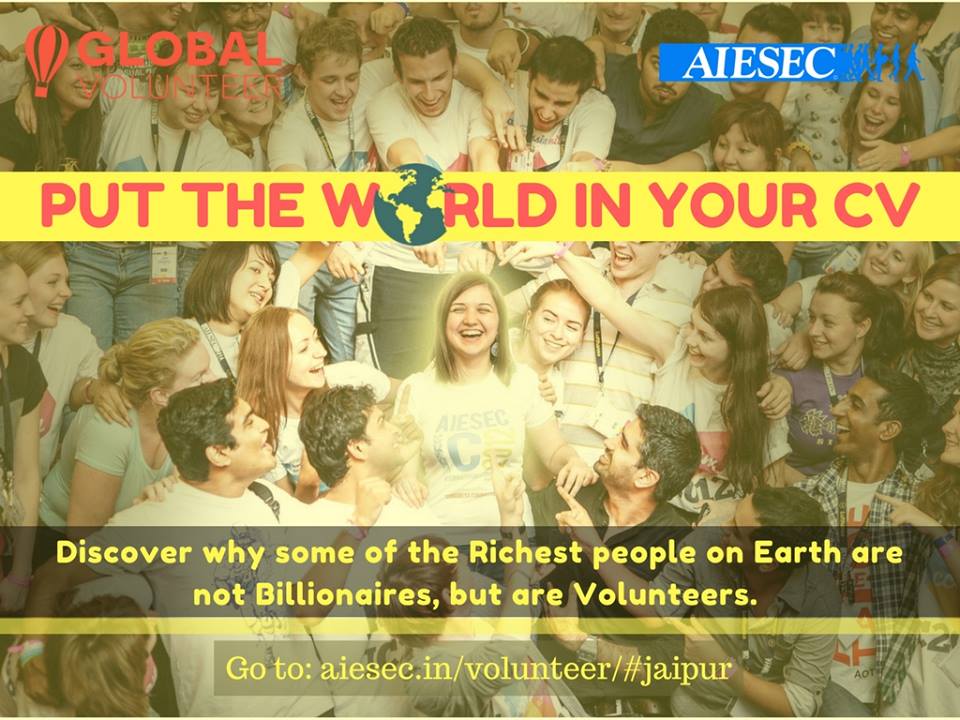 GLOBAL
VOLUNTEER
AIESEC
PUT THE WORLD IN YOUR CV
AIESEC
Discover why some of the Richest people on Earth are
not Billionaires, but are Volunteers.
Go to: aiesec.in/volunteer/#jaipur